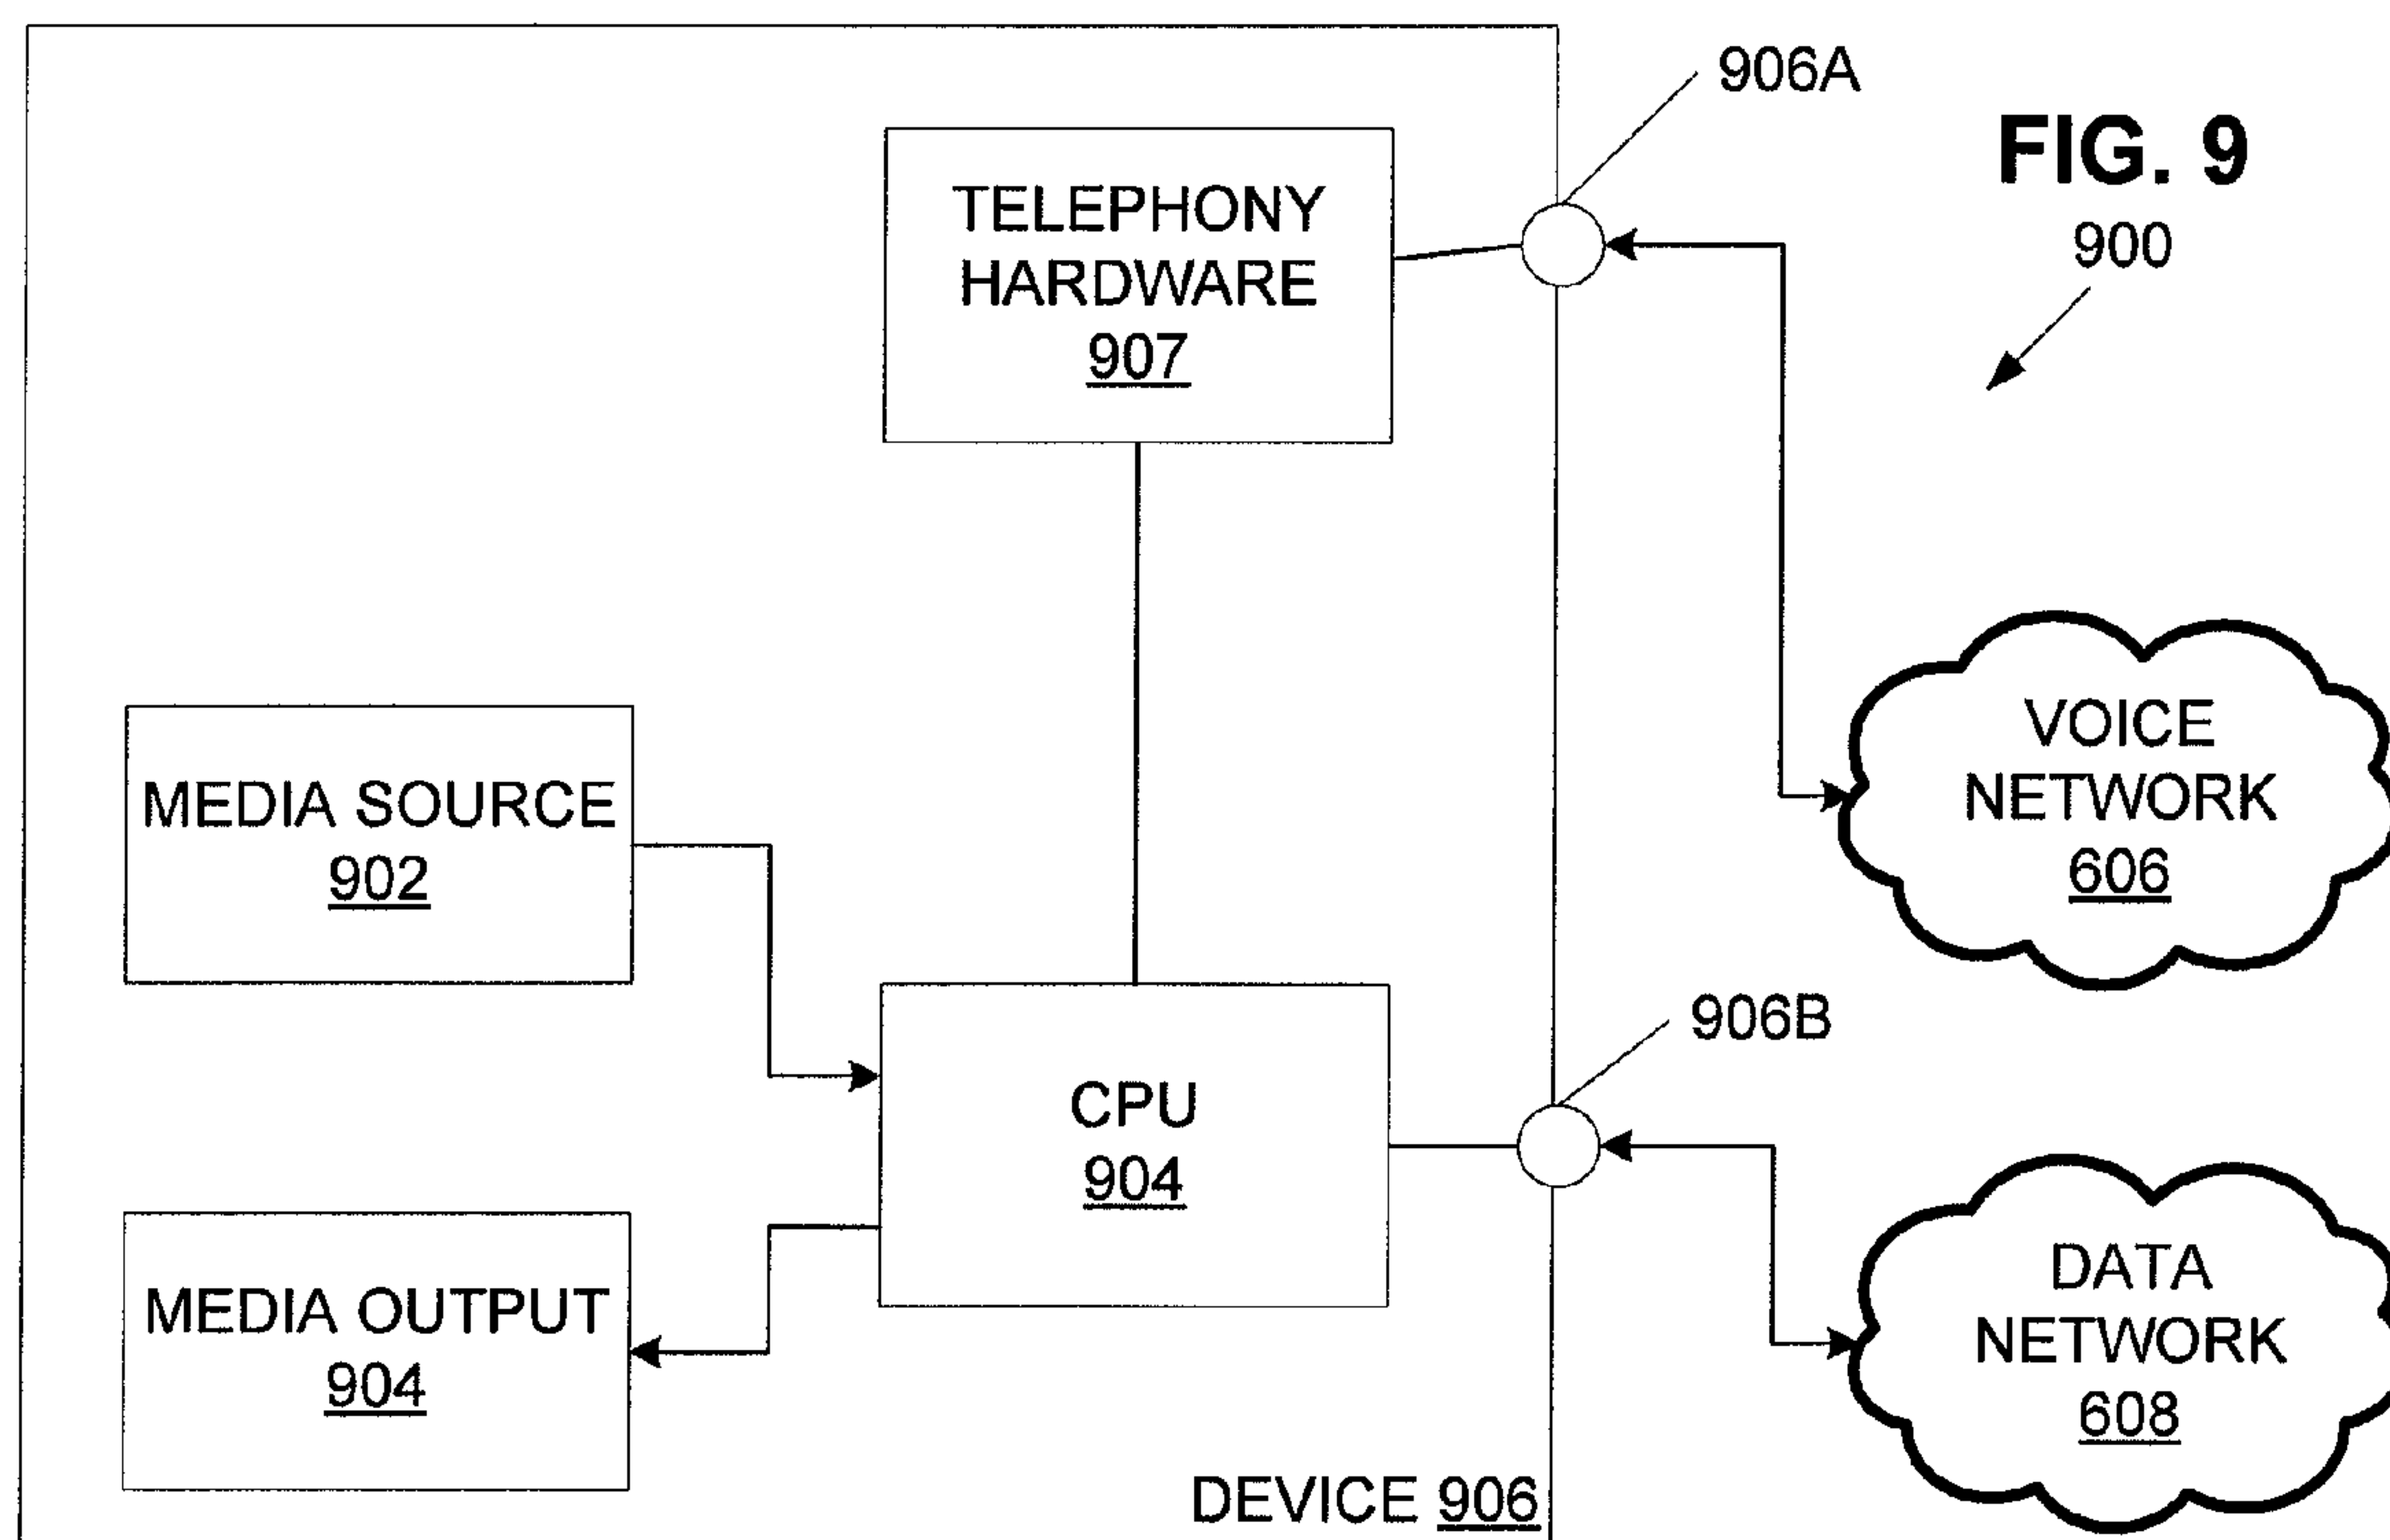 906A
FIG. 9
900
TELEPHONY
HARDWARE
907
VOICE
NETWORK
606
MEDIA SOURCE
902
906B
CPU
904
DATA
NETWORK
608
MEDIA OUTPUT
904
DEVICE 906